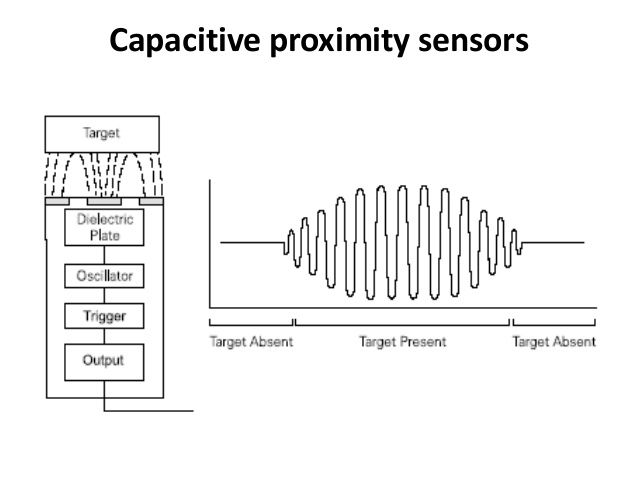 Capacitive proximity sensors
Target
Dielectric
Plate
Oscillator
Trigger
Output
Target Absent
Target Present
Target Absent